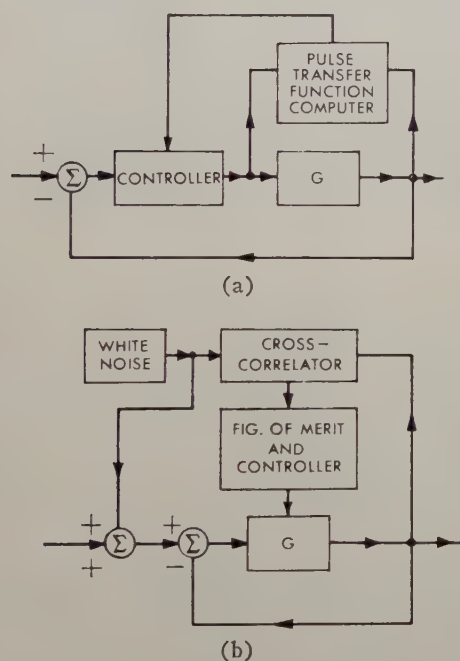 PULSE
TRANSFER
FUNCTION
COMPUTER
+
Σ
CONTROLLER
G
−
(a)
WHITE
NOISE
CROSS-
CORRELATOR
FIG. OF MERIT
AND
CONTROLLER
+
Σ
+
+
Σ
−
G
(b)